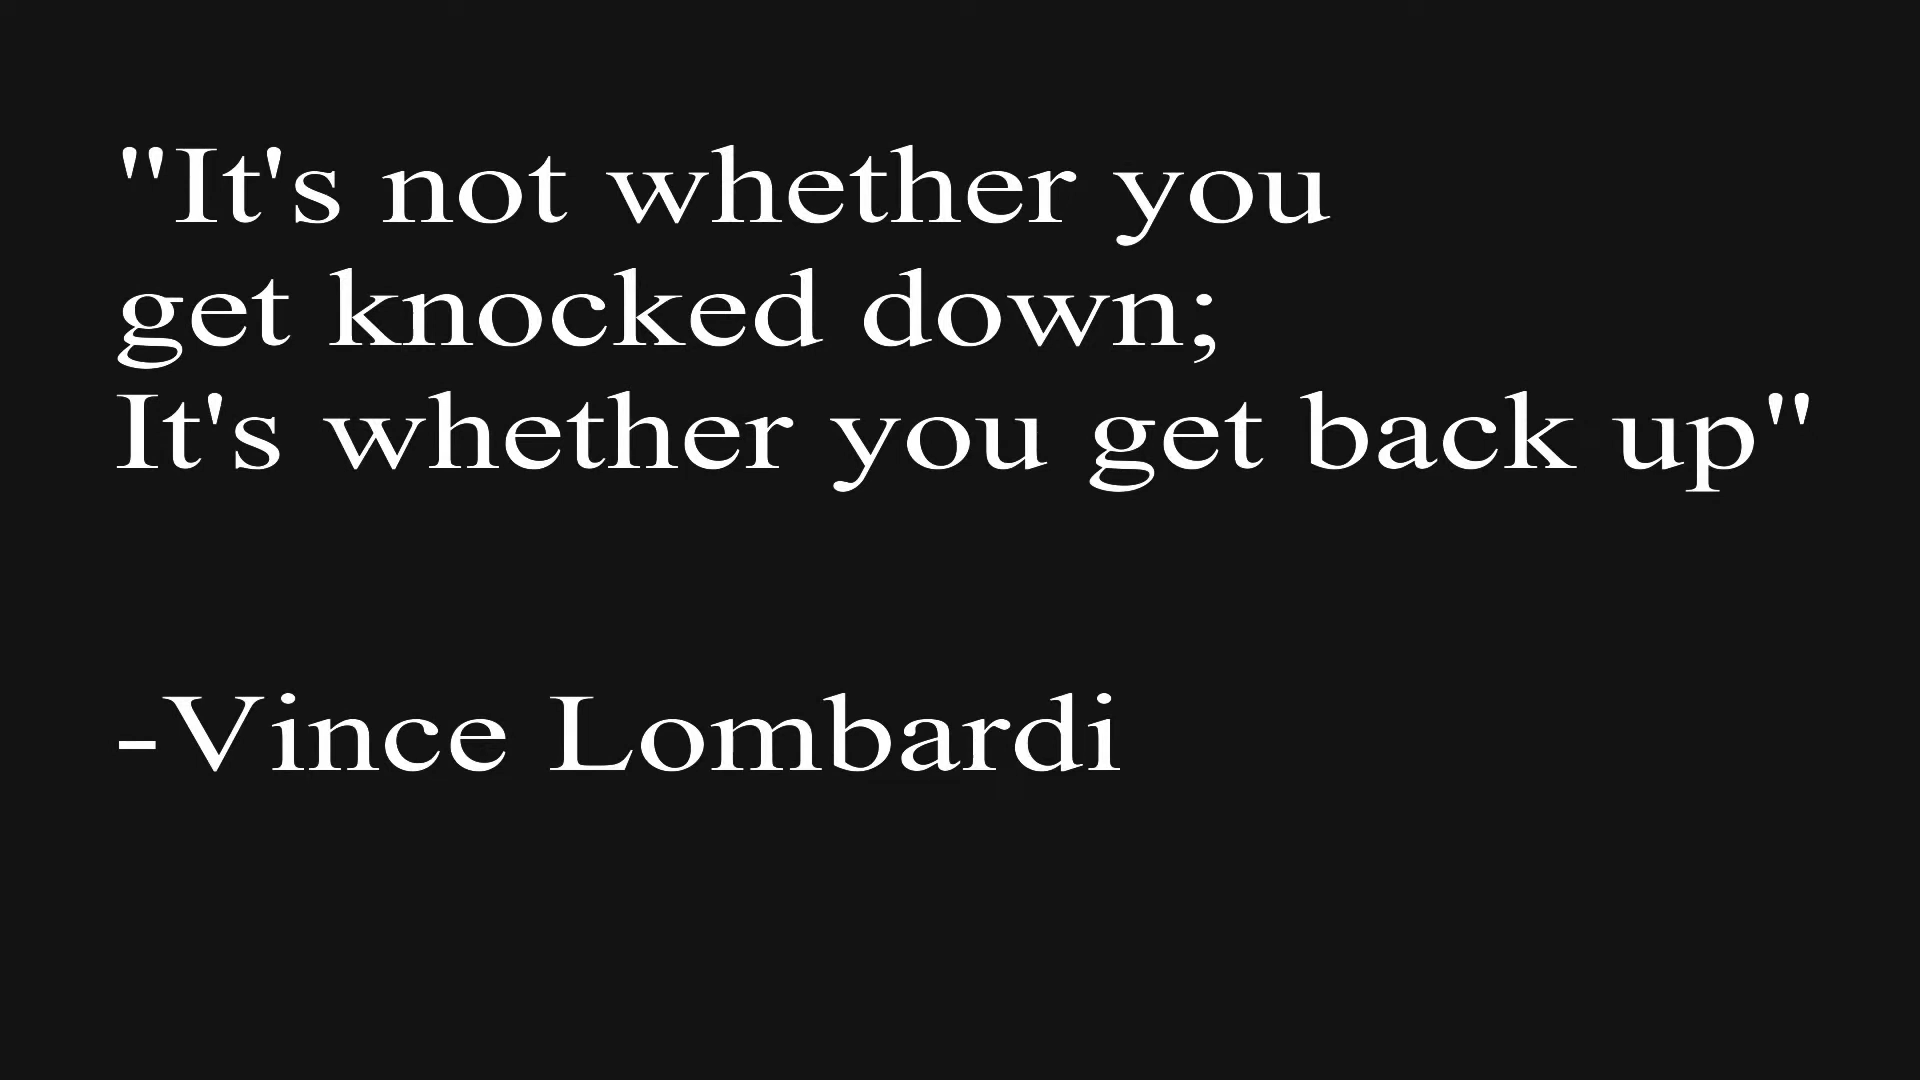 "It's not whether you
get knocked down;
It's whether you get back up"
-Vince Lombardi